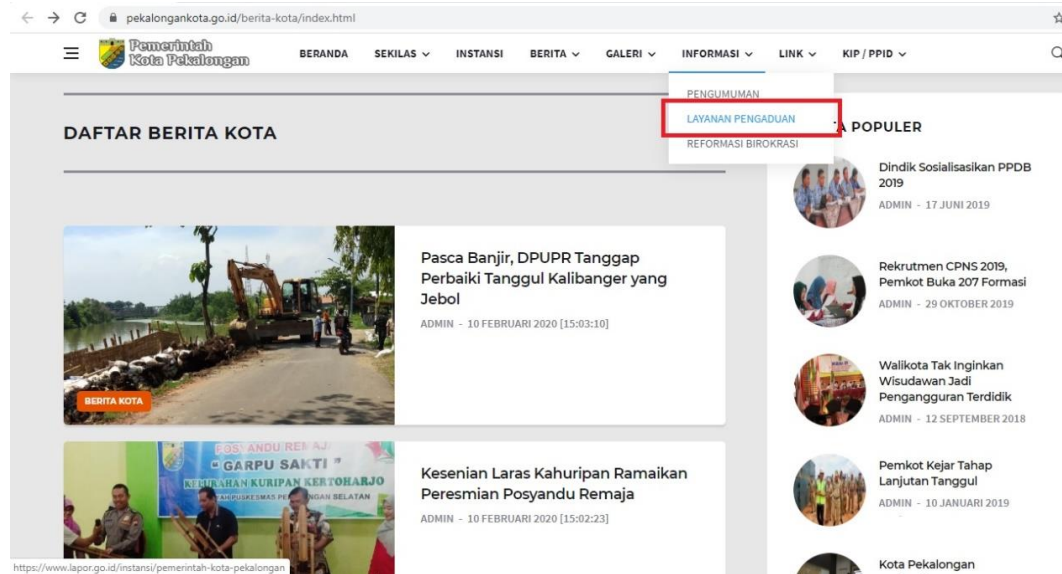 pekalongankota.go.id/berita-kota/index.html
Pemerintah
Kota Pekalongan
BERANDA SEKILAS INSTANSI BERITA GALERI INFORMASI LINK KIP / PPID
PENGUMUMAN
LAYANAN PENGADUAN
REFORMASI BIROKRASI
DAFTAR BERITA KOTA
Pasca Banjir, DPUPR Tanggap
Perbaiki Tanggul Kalibanger yang
Jebol
ADMIN - 10 FEBRUARI 2020 [15:03:10]
BERITA KOTA
POSYANDU REMAJA
"GARPU SAKTI"
KELURAHAN KURIPAN KERTOHARJO
Kesenian Laras Kahuripan Ramaikan
Peresmian Posyandu Remaja
ADMIN - 10 FEBRUARI 2020 [15:02:23]
A POPULER
Dindik Sosialisasikan PPDB
2019
ADMIN - 17 JUNI 2019
Rekrutmen CPNS 2019,
Pemkot Buka 207 Formasi
ADMIN - 29 OKTOBER 2019
Walikota Tak Inginkan
Wisudawan Jadi
Pengangguran Terdidik
ADMIN - 12 SEPTEMBER 2018
Pemkot Kejar Tahap
Lanjutan Tanggul
ADMIN - 10 JANUARI 2019
Kota Pekalongan
https://www.lapor.go.id/instansi/pemerintah-kota-pekalongan